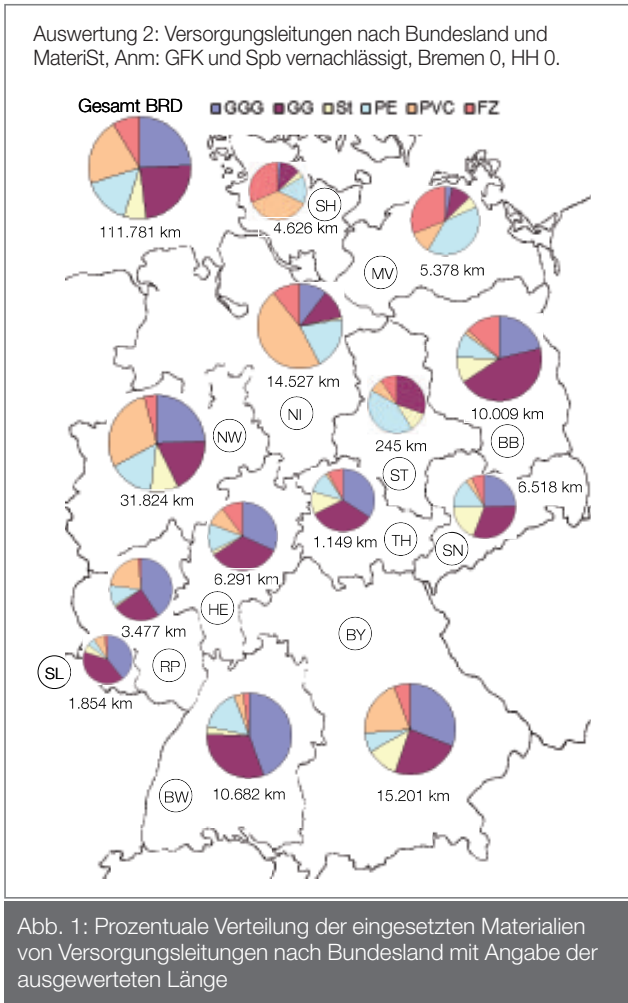 Auswertung 2: Versorgungsleitungen nach Bundesland und
MateriSt, Anm: GFK und Spb vernachlässigt, Bremen 0, HH 0.
Gesamt BRD
GGG GG St PE PVC FZ
111.781 km
SH
4.626 km
MV
5.378 km
14.527 km
NI
10.009 km
BB
NW
31.824 km
245 km
ST
6.518 km
SN
1.149 km
TH
6.291 km
HE
3.477 km
RP
BY
SL
1.854 km
BW
10.682 km
15.201 km
Abb. 1: Prozentuale Verteilung der eingesetzten Materialien
von Versorgungsleitungen nach Bundesland mit Angabe der
ausgewerteten Länge